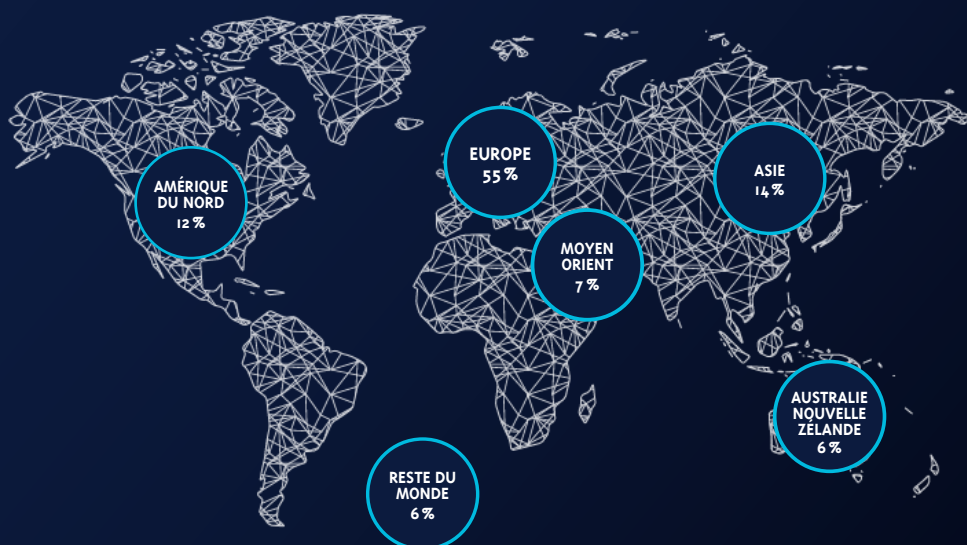 EUROPE
55 %
ASIE
14 %
AMÉRIQUE
DU NORD
12 %
MOYEN
ORIENT
7 %
AUSTRALIE
NOUVELLE
ZÉLANDE
6 %
RESTE DU
MONDE
6 %